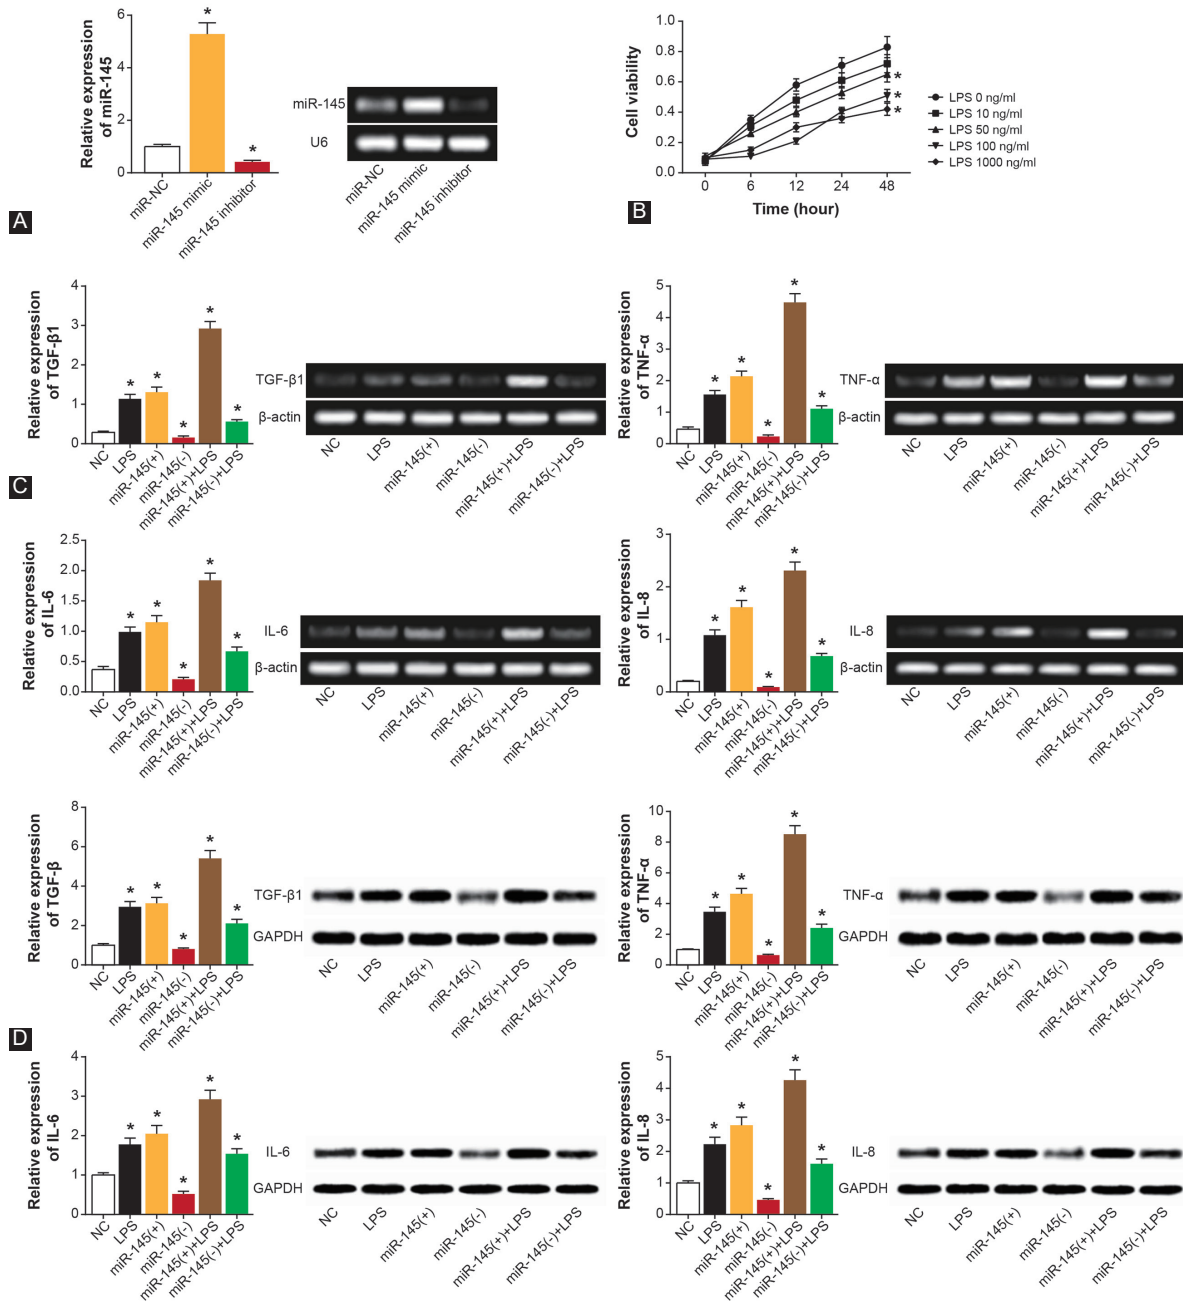 Relative expression
of miR-145
6
4
2
0
*
*
miR-NC
miR-145 mimic
miR-145 inhibitor
miR-145
U6
miR-NC
miR-145 mimic
miR-145 inhibitor
A
Cell viability
1.0
0.8
0.6
0.4
0.2
0.0
0 6 12 24 48
Time (hour)
*
*
*
LPS 0 ng/ml
LPS 10 ng/ml
LPS 50 ng/ml
LPS 100 ng/ml
LPS 1000 ng/ml
B
Relative expression
of TGF-β1
4
3
2
1
0
* * * * *
NC
LPS
miR-145(+)
miR-145(-)
miR-145(+)+LPS
miR-145(-)+LPS
TGF-β1
β-actin
NC
LPS
miR-145(+)
miR-145(-)
miR-145(+)+LPS
miR-145(-)+LPS
Relative expression
of TNF-α
5
4
3
2
1
0
* * * * *
NC
LPS
miR-145(+)
miR-145(-)
miR-145(+)+LPS
miR-145(-)+LPS
TNF-α
β-actin
NC
LPS
miR-145(+)
miR-145(-)
miR-145(+)+LPS
miR-145(-)+LPS
C
Relative expression
of IL-6
2.5
2.0
1.5
1.0
0.5
0.0
* * * * *
NC
LPS
miR-145(+)
miR-145(-)
miR-145(+)+LPS
miR-145(-)+LPS
IL-6
β-actin
NC
LPS
miR-145(+)
miR-145(-)
miR-145(+)+LPS
miR-145(-)+LPS
Relative expression
of IL-8
3
2
1
0
* * * * *
NC
LPS
miR-145(+)
miR-145(-)
miR-145(+)+LPS
miR-145(-)+LPS
IL-8
β-actin
NC
LPS
miR-145(+)
miR-145(-)
miR-145(+)+LPS
miR-145(-)+LPS
Relative expression
of TGF-β
8
6
4
2
0
* * * * *
NC
LPS
miR-145(+)
miR-145(-)
miR-145(+)+LPS
miR-145(-)+LPS
TGF-β1
GAPDH
NC
LPS
miR-145(+)
miR-145(-)
miR-145(+)+LPS
miR-145(-)+LPS
Relative expression
of TNF-α
10
8
6
4
2
0
* * * * *
NC
LPS
miR-145(+)
miR-145(-)
miR-145(+)+LPS
miR-145(-)+LPS
TNF-α
GAPDH
NC
LPS
miR-145(+)
miR-145(-)
miR-145(+)+LPS
miR-145(-)+LPS
D
Relative expression
of IL-6
4
3
2
1
0
* * * * *
NC
LPS
miR-145(+)
miR-145(-)
miR-145(+)+LPS
miR-145(-)+LPS
IL-6
GAPDH
NC
LPS
miR-145(+)
miR-145(-)
miR-145(+)+LPS
miR-145(-)+LPS
Relative expression
of IL-8
5
4
3
2
1
0
* * * * *
NC
LPS
miR-145(+)
miR-145(-)
miR-145(+)+LPS
miR-145(-)+LPS
IL-8
GAPDH
NC
LPS
miR-145(+)
miR-145(-)
miR-145(+)+LPS
miR-145(-)+LPS